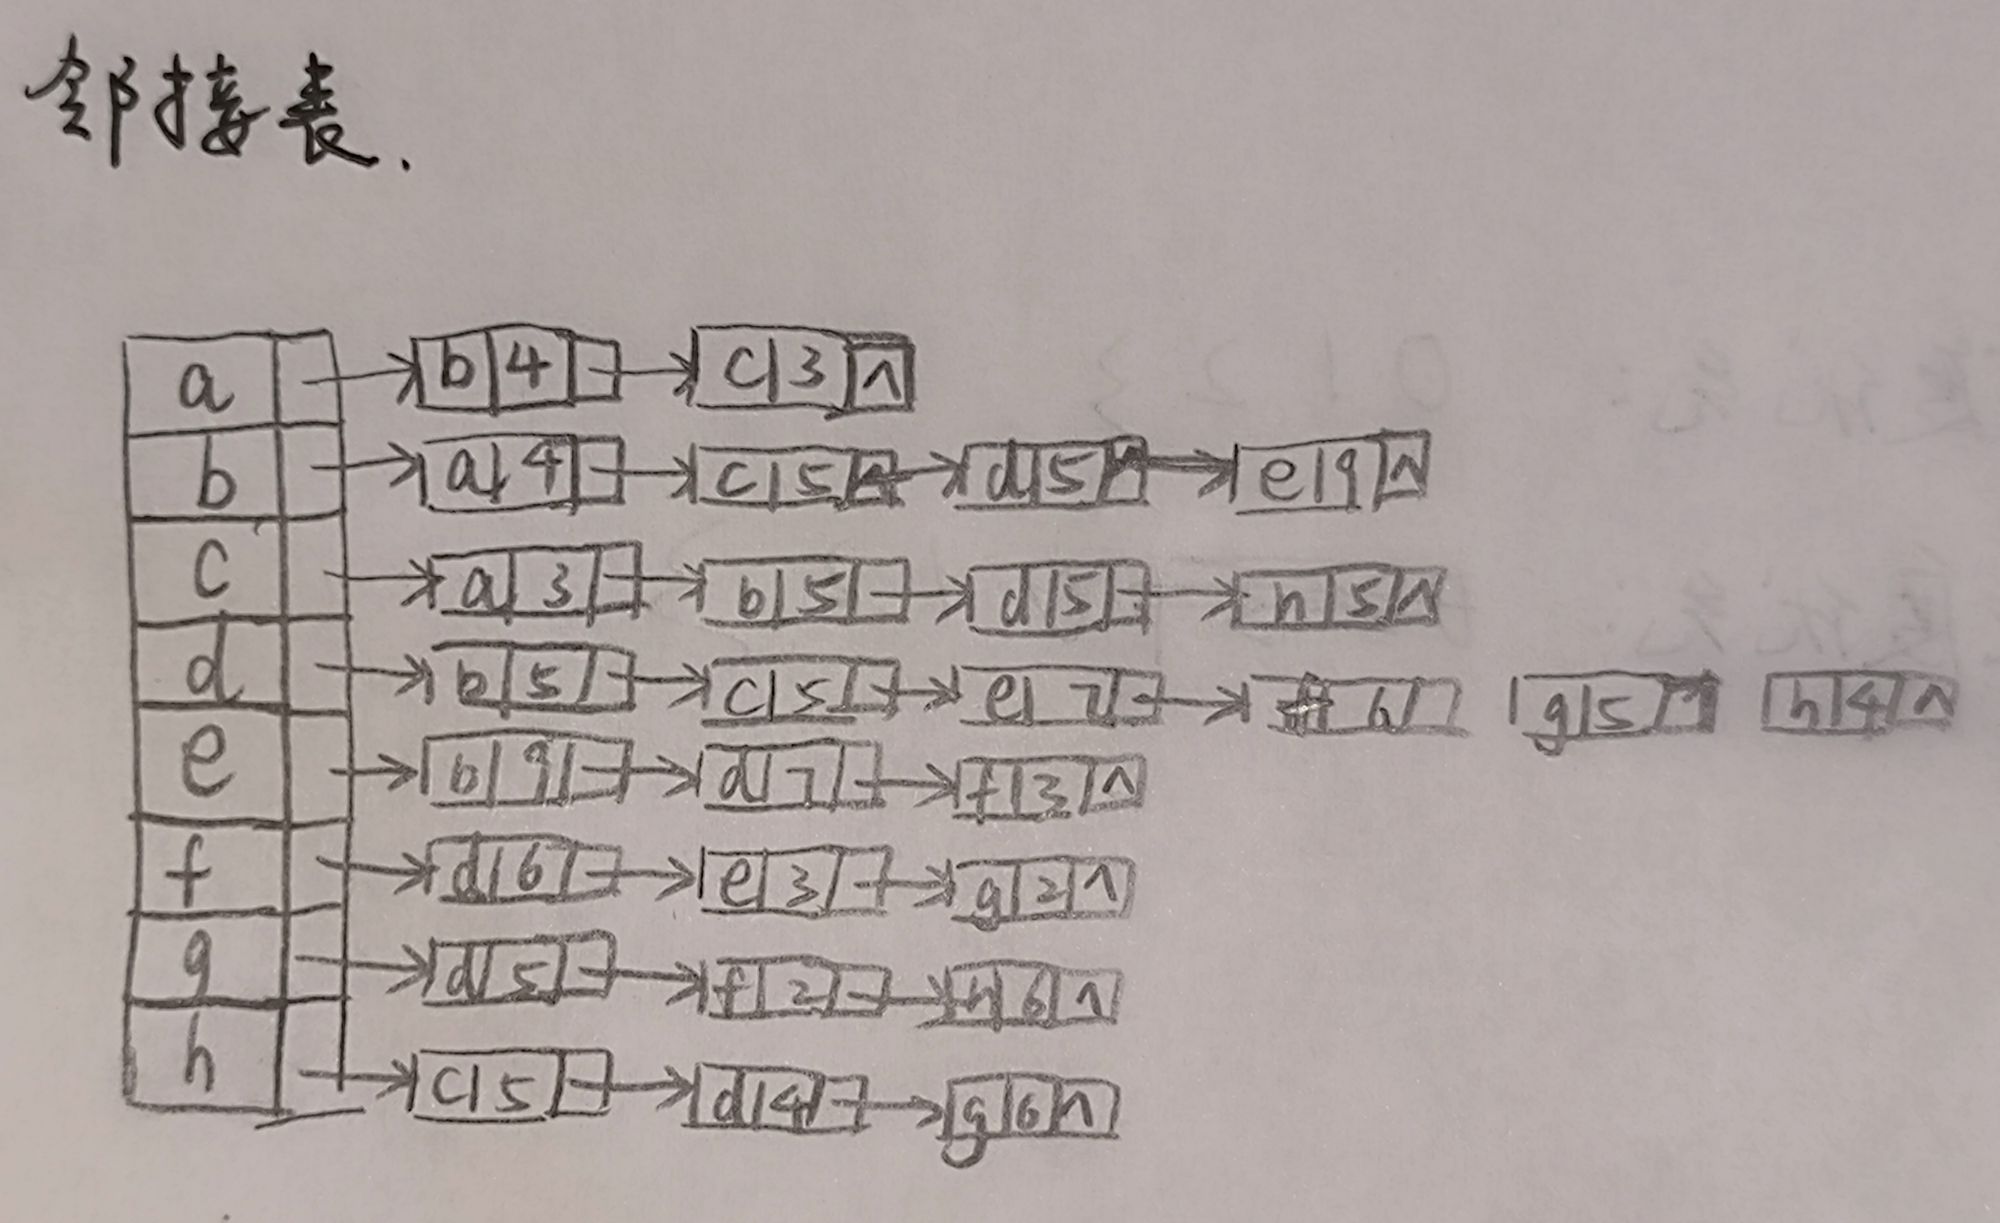 邻接表.
a → b 4 → c 3 ^
b → a 4 → c 5 → d 5 → e 9 ^
c → a 3 → b 5 → d 5 → h 5 ^
d → b 5 → c 5 → e 7 → f 6 g 5 h 4 ^
e → b 9 → d 7 → f 3 ^
f → d 6 → e 3 → g 2 ^
g → d 5 → f 2 → h 6 ^
h → c 5 → d 4 → g 6 ^